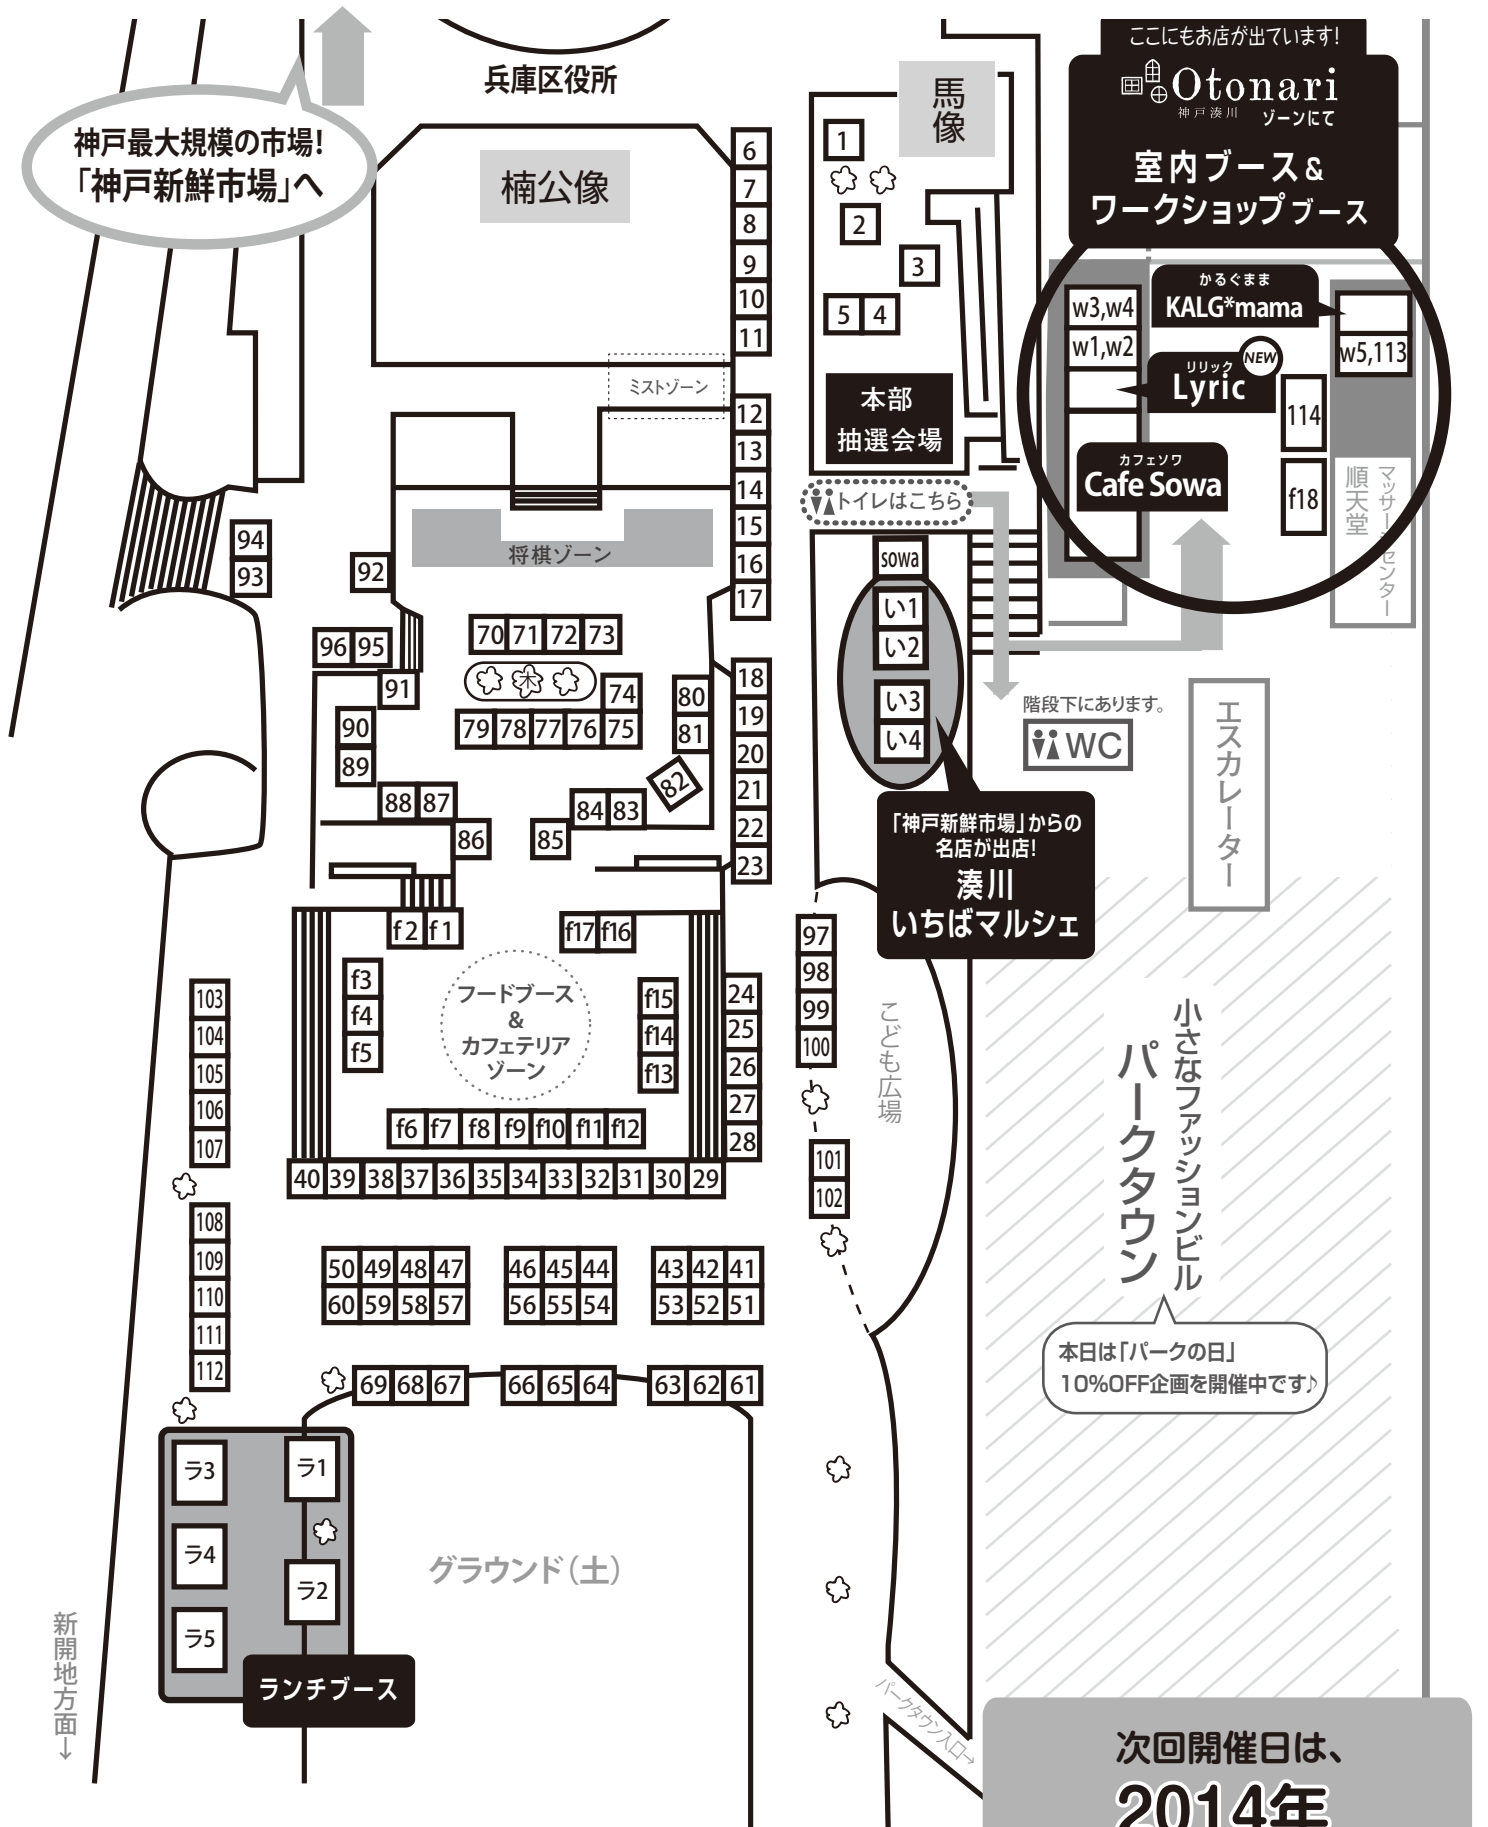 兵庫区役所
神戸最大規模の市場!
「神戸新鮮市場」へ
楠公像
馬像
ここにもお店が出ています!
Otonari
神戸湊川
ゾーンにて
室内ブース&
ワークショップブース
6
7
8
9
10
11
ミストゾーン
12
13
14
15
16
17
1
2
3
5 4
本部
抽選会場
トイレはこちら
w3,w4
w1,w2
かるぐまま
KALG*mama
リリック
Lyric
NEW
カフェソワ
Cafe Sowa
w5,113
114
f18
マッサージセンター
順天堂
将棋ゾーン
94
93
92
96 95
91
90
89
88 87
86
70 71 72 73
木
74
79 78 77 76 75
80
81
82
84 83
85
18
19
20
21
22
23
sowa
い1
い2
い3
い4
階段下にあります。
WC
エスカレーター
「神戸新鮮市場」からの
名店が出店!
湊川
いちばマルシェ
f2 f1
f17 f16
f3
f4
f5
フードブース
&
カフェテリア
ゾーン
f15
f14
f13
f6 f7 f8 f9 f10 f11 f12
24
25
26
27
28
40 39 38 37 36 35 34 33 32 31 30 29
97
98
99
100
こども広場
101
102
103
104
105
106
107
108
109
110
111
112
50 49 48 47 46 45 44 43 42 41
60 59 58 57 56 55 54 53 52 51
69 68 67 66 65 64 63 62 61
小さなファッションビル
パークタウン
本日は「パークの日」
10%OFF企画を開催中です♪
ラ3
ラ1
ラ4
ラ2
ラ5
ランチブース
グラウンド(土)
新開地方面→
パークタウン入口→
次回開催日は、
2014年